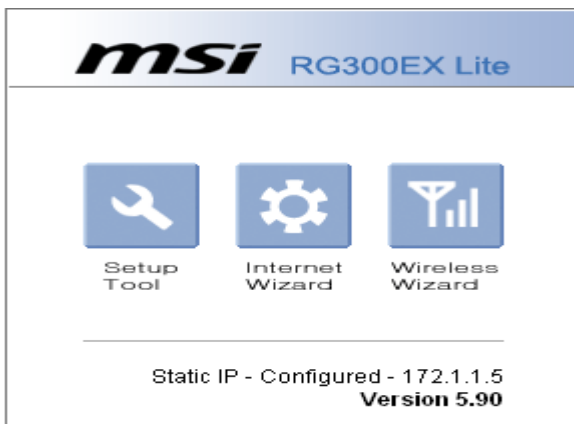 msi RG300EX Lite
Setup Tool
Internet Wizard
Wireless Wizard
Static IP - Configured - 172.1.1.5
Version 5.90